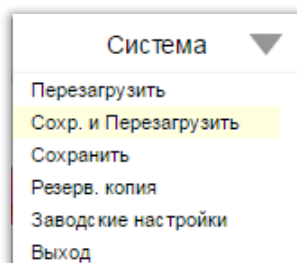 Система
Перезагрузить
Сохр. и Перезагрузить
Сохранить
Резерв. копия
Заводские настройки
Выход